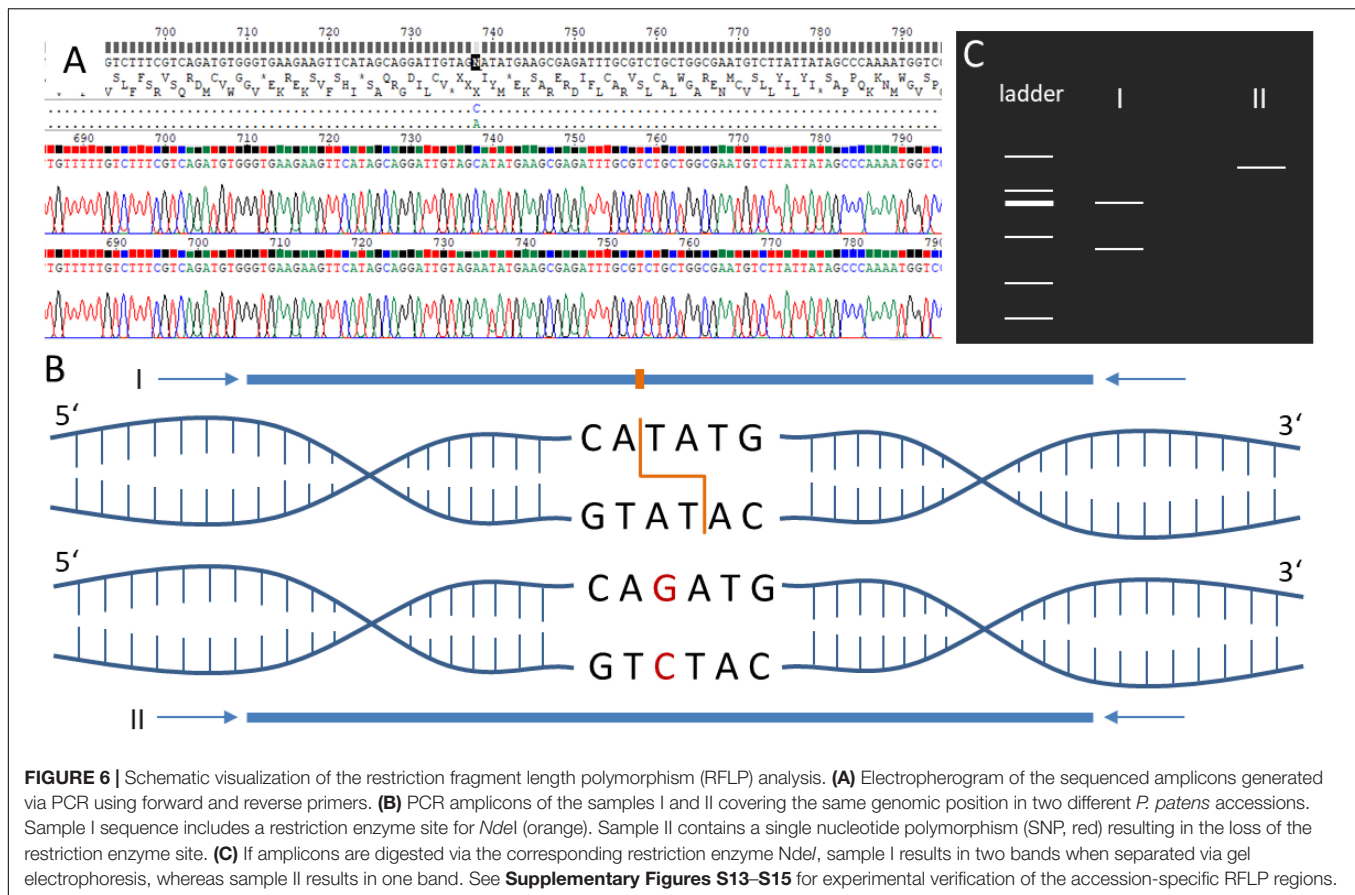 A
700 710 720 730 740 750 760 770 780 790
GTCTTTCGTCAGATGTGGGTGAAGAAGTTCATAGCAGGATTGTAGNATATGAAGCGAGATTTGCGTCTGCTGGCGAATGTCTTATTATAGCCCAAAATGGTC
C
A
690 700 710 720 730 740 750 760 770 780 790
TGTTTTTGTCTTTCGTCAGATGTGGGTGAAGAAGTTCATAGCAGGATTGTAGCATATGAAGCGAGATTTGCGTCTGCTGGCGAATGTCTTATTATAGCCCAAAATGGTC
690 700 710 720 730 740 750 760 770 780 790
TGTTTTTGTCTTTCGTCAGATGTGGGTGAAGAAGTTCATAGCAGGATTGTAGAATATGAAGCGAGATTTGCGTCTGCTGGCGAATGTCTTATTATAGCCCAAAATGGTC
C
ladder I II
B
I
5‘ 3‘
CATATG
GTATAC
5‘ 3‘
CAGATG
GTCTAC
II
FIGURE 6 | Schematic visualization of the restriction fragment length polymorphism (RFLP) analysis. (A) Electropherogram of the sequenced amplicons generated
via PCR using forward and reverse primers. (B) PCR amplicons of the samples I and II covering the same genomic position in two different P. patens accessions.
Sample I sequence includes a restriction enzyme site for NdeI (orange). Sample II contains a single nucleotide polymorphism (SNP, red) resulting in the loss of the
restriction enzyme site. (C) If amplicons are digested via the corresponding restriction enzyme NdeI, sample I results in two bands when separated via gel
electrophoresis, whereas sample II results in one band. See Supplementary Figures S13–S15 for experimental verification of the accession-specific RFLP regions.